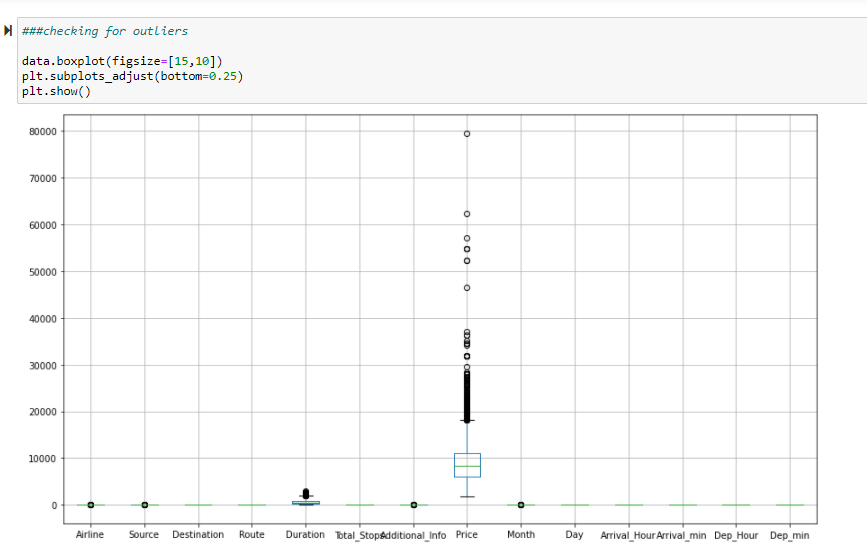 ###checking for outliers
data.boxplot(figsize=[15,10])
plt.subplots_adjust(bottom=0.25)
plt.show()
80000
70000
60000
50000
40000
30000
20000
10000
0
Airline Source Destination Route Duration Total_Stops Additional_Info Price Month Day Arrival_Hour Arrival_min Dep_Hour Dep_min